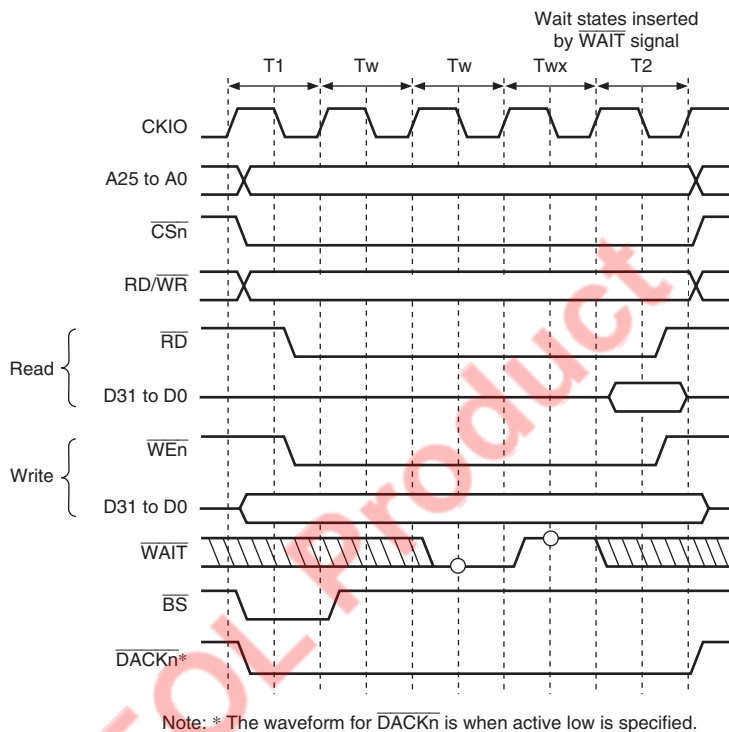 Wait states inserted
by WAIT signal
T1 Tw Tw Twx T2
CKIO
A25 to A0
CSn
RD/WR
Read
RD
D31 to D0
Write
WEn
D31 to D0
WAIT
BS
DACKn*
Note: * The waveform for DACKn is when active low is specified.
EOL Product